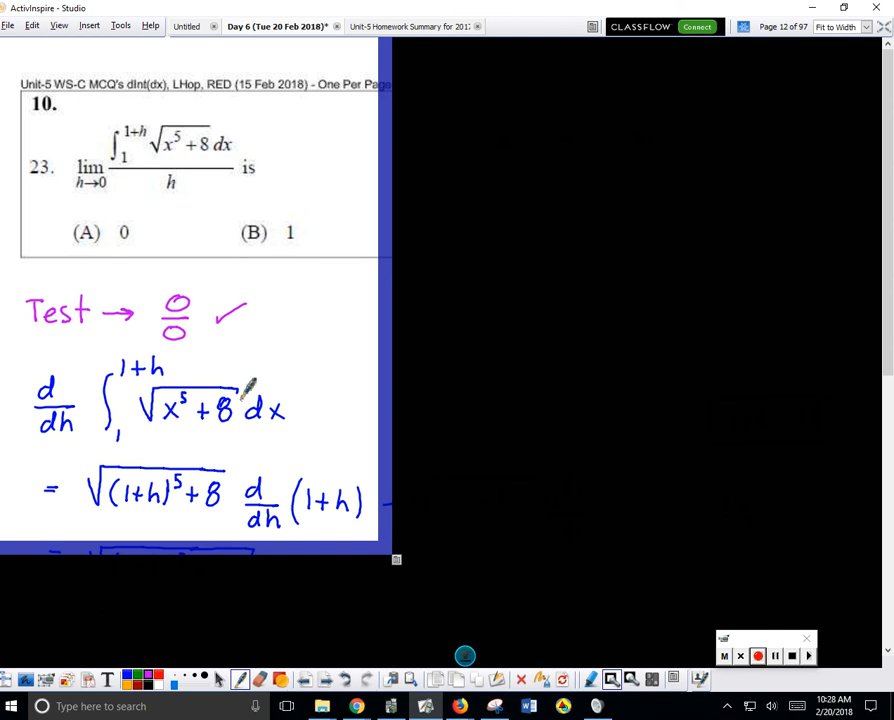 ActivInspire - Studio
File Edit View Insert Tools Help Untitled Day 6 (Tue 20 Feb 2018)* Unit-5 Homework Summary for 201 CLASSFLOW Connect Page 12 of 97 Fit to Width
Unit-5 WS-C MCQ's dInt(dx), LHop, RED (15 Feb 2018) - One Per Page
10.
23. lim h→0 ∫₁^{1+h} √(x⁵ + 8) dx / h is
(A) 0 (B) 1
Test → 0/0 ✓
d/dh ∫₁^{1+h} √(x⁵ + 8) dx
= √((1+h)⁵ + 8) d/dh (1+h) -
M
T
Type here to search
10:28 AM
2/20/2018